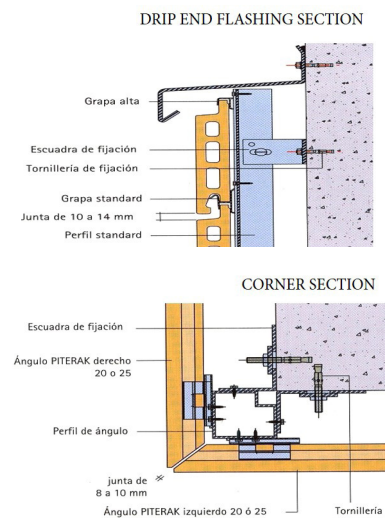 DRIP END FLASHING SECTION
Grapa alta
Escuadra de fijación
Tornillería de fijación
Grapa standard
Junta de 10 a 14 mm
Perfil standard
CORNER SECTION
Escuadra de fijación
Ángulo PITERAK derecho
20 o 25
Perfil de ángulo
junta de
8 a 10 mm
Ángulo PITERAK izquierdo 20 ó 25
Tornillería